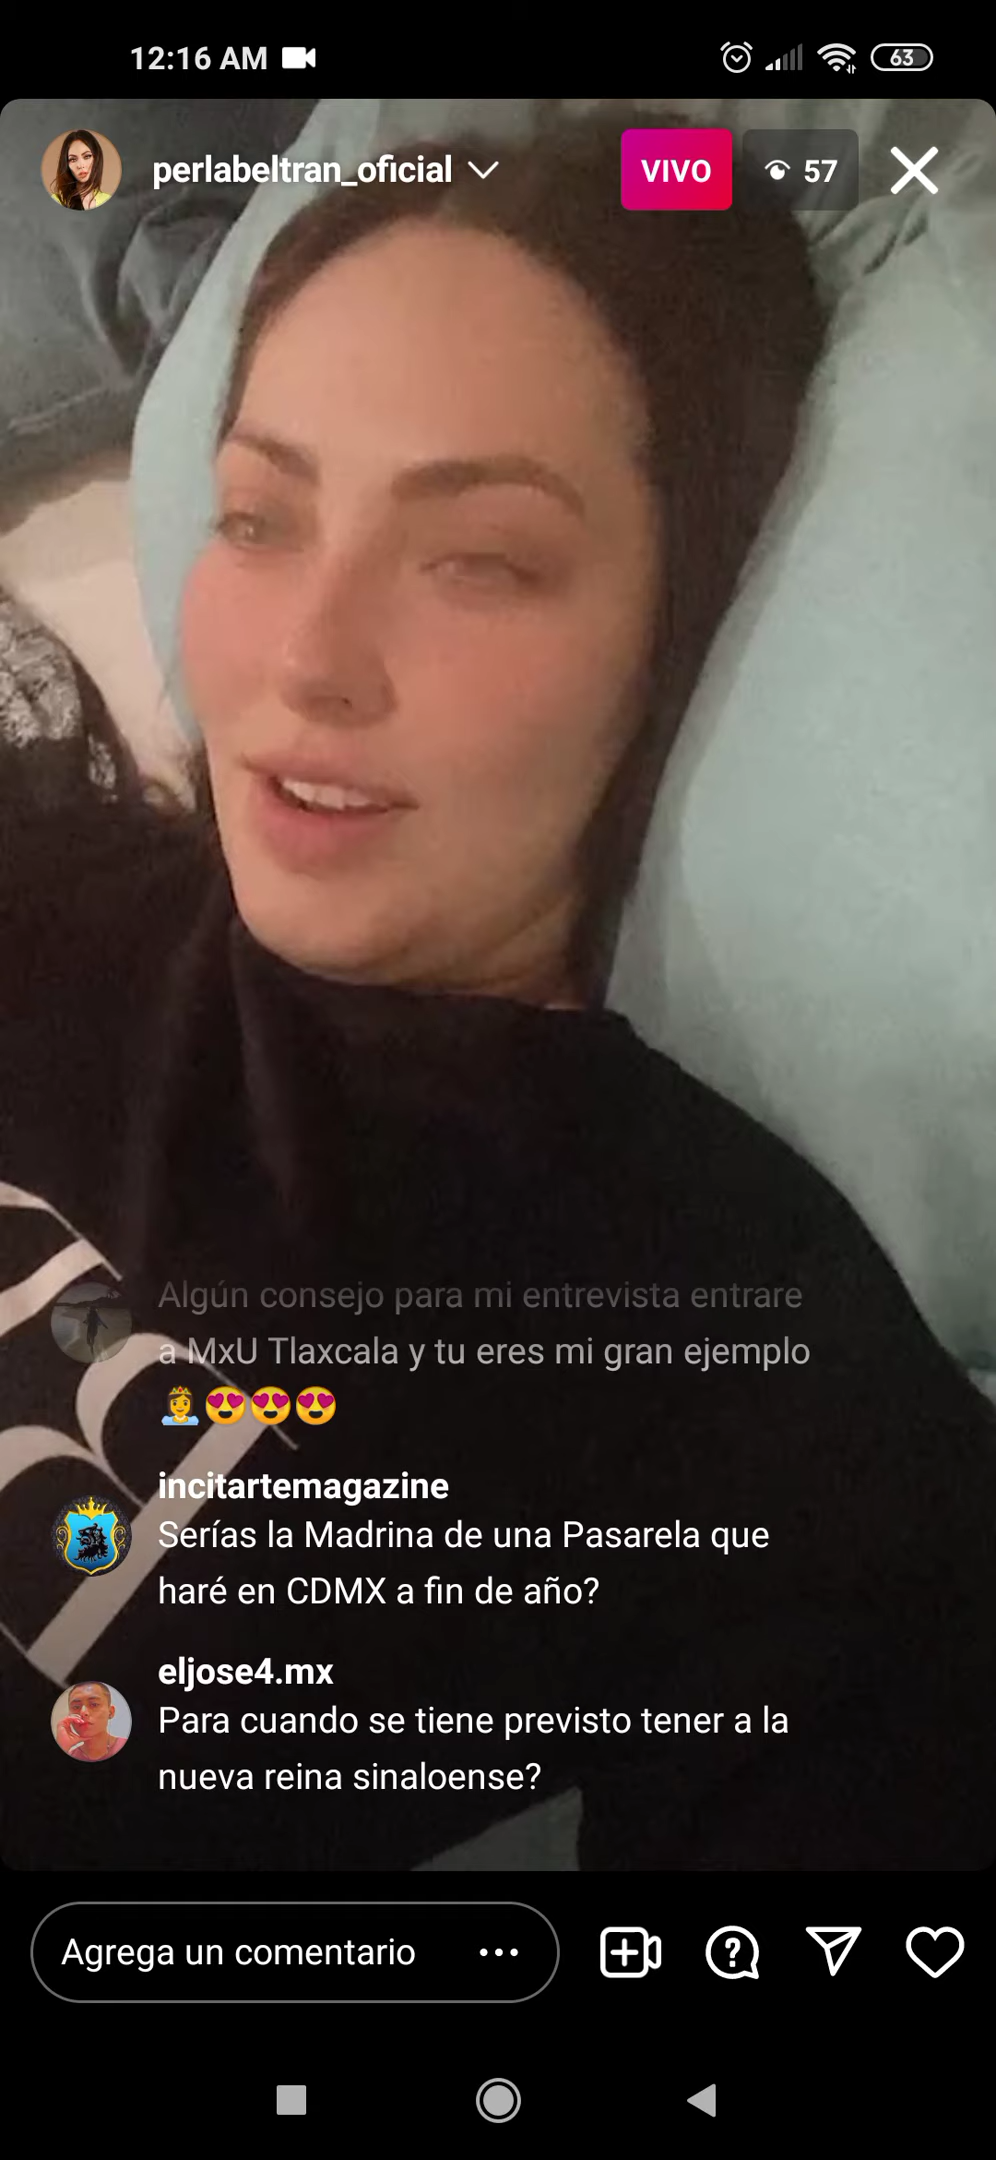 12:16 AM
63
perlabeltran_oficial
VIVO
57
Algún consejo para mi entrevista entrare
a MxU Tlaxcala y tu eres mi gran ejemplo
👸😍😍😍
incitartemagazine
Serías la Madrina de una Pasarela que
haré en CDMX a fin de año?
eljose4.mx
Para cuando se tiene previsto tener a la
nueva reina sinaloense?
Agrega un comentario